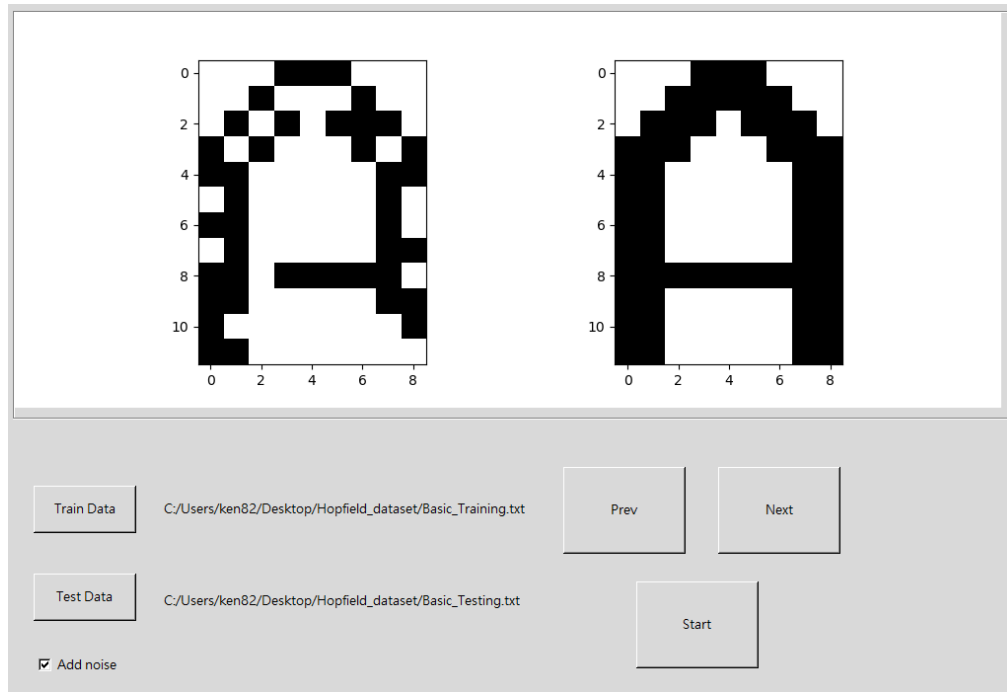 0
2
4
6
8
10
0 2 4 6 8
0
2
4
6
8
10
0 2 4 6 8
Train Data
C:/Users/ken82/Desktop/Hopfield_dataset/Basic_Training.txt
Prev
Next
Test Data
C:/Users/ken82/Desktop/Hopfield_dataset/Basic_Testing.txt
Start
Add noise